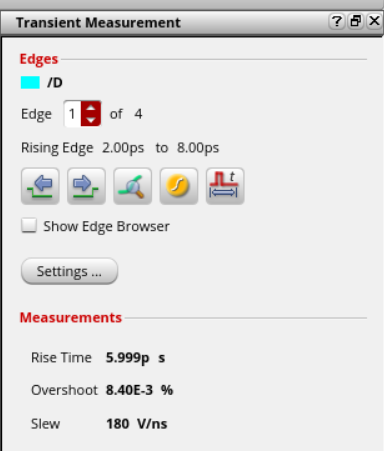 Transient Measurement ?
Edges
/D
Edge 1 of 4
Rising Edge 2.00ps to 8.00ps
t
Show Edge Browser
Settings ...
Measurements
Rise Time 5.999p s
Overshoot 8.40E-3 %
Slew 180 V/ns